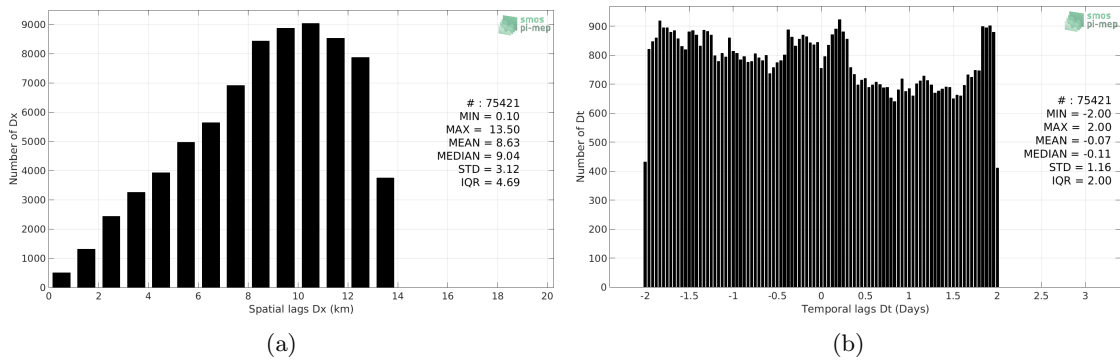 smos
pi-mep
Number of Dx
9000
8000
7000
6000
5000
4000
3000
2000
1000
0
# : 75421
MIN = 0.10
MAX = 13.50
MEAN = 8.63
MEDIAN = 9.04
STD = 3.12
IQR = 4.69
0 2 4 6 8 10 12 14 16 18 20
Spatial lags Dx (km)
(a)
smos
pi-mep
Number of Dt
900
800
700
600
500
400
300
200
100
0
# : 75421
MIN = -2.00
MAX = 2.00
MEAN = -0.07
MEDIAN = -0.11
STD = 1.16
IQR = 2.00
-2 -1.5 -1 -0.5 0 0.5 1 1.5 2 2.5 3
Temporal lags Dt (Days)
(b)